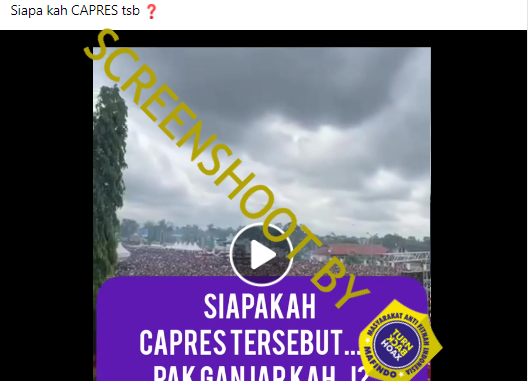 Siapa kah CAPRES tsb ❓
SCREENSHOOT BY
SIAPAKAH
CAPRES TERSEBUT...
PAK GANJAR KAH
MASYARAKAT ANTI FITNAH INDONESIA
TURN
BACK
HOAX
MAFINDO